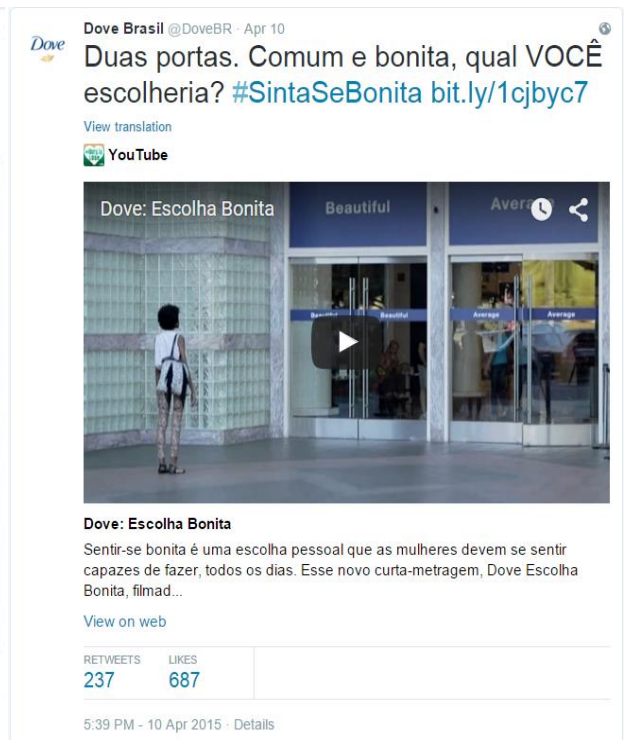 Dove
Dove Brasil @DoveBR · Apr 10
Duas portas. Comum e bonita, qual VOCÊ
escolheria? #SintaSeBonita bit.ly/1cjbyc7
View translation
YouTube
Dove: Escolha Bonita
Beautiful
Beautiful
Average
Average
Dove: Escolha Bonita
Sentir-se bonita é uma escolha pessoal que as mulheres devem se sentir
capazes de fazer, todos os dias. Esse novo curta-metragem, Dove Escolha
Bonita, filmad...
View on web
RETWEETS LIKES
237 687
5:39 PM - 10 Apr 2015 · Details